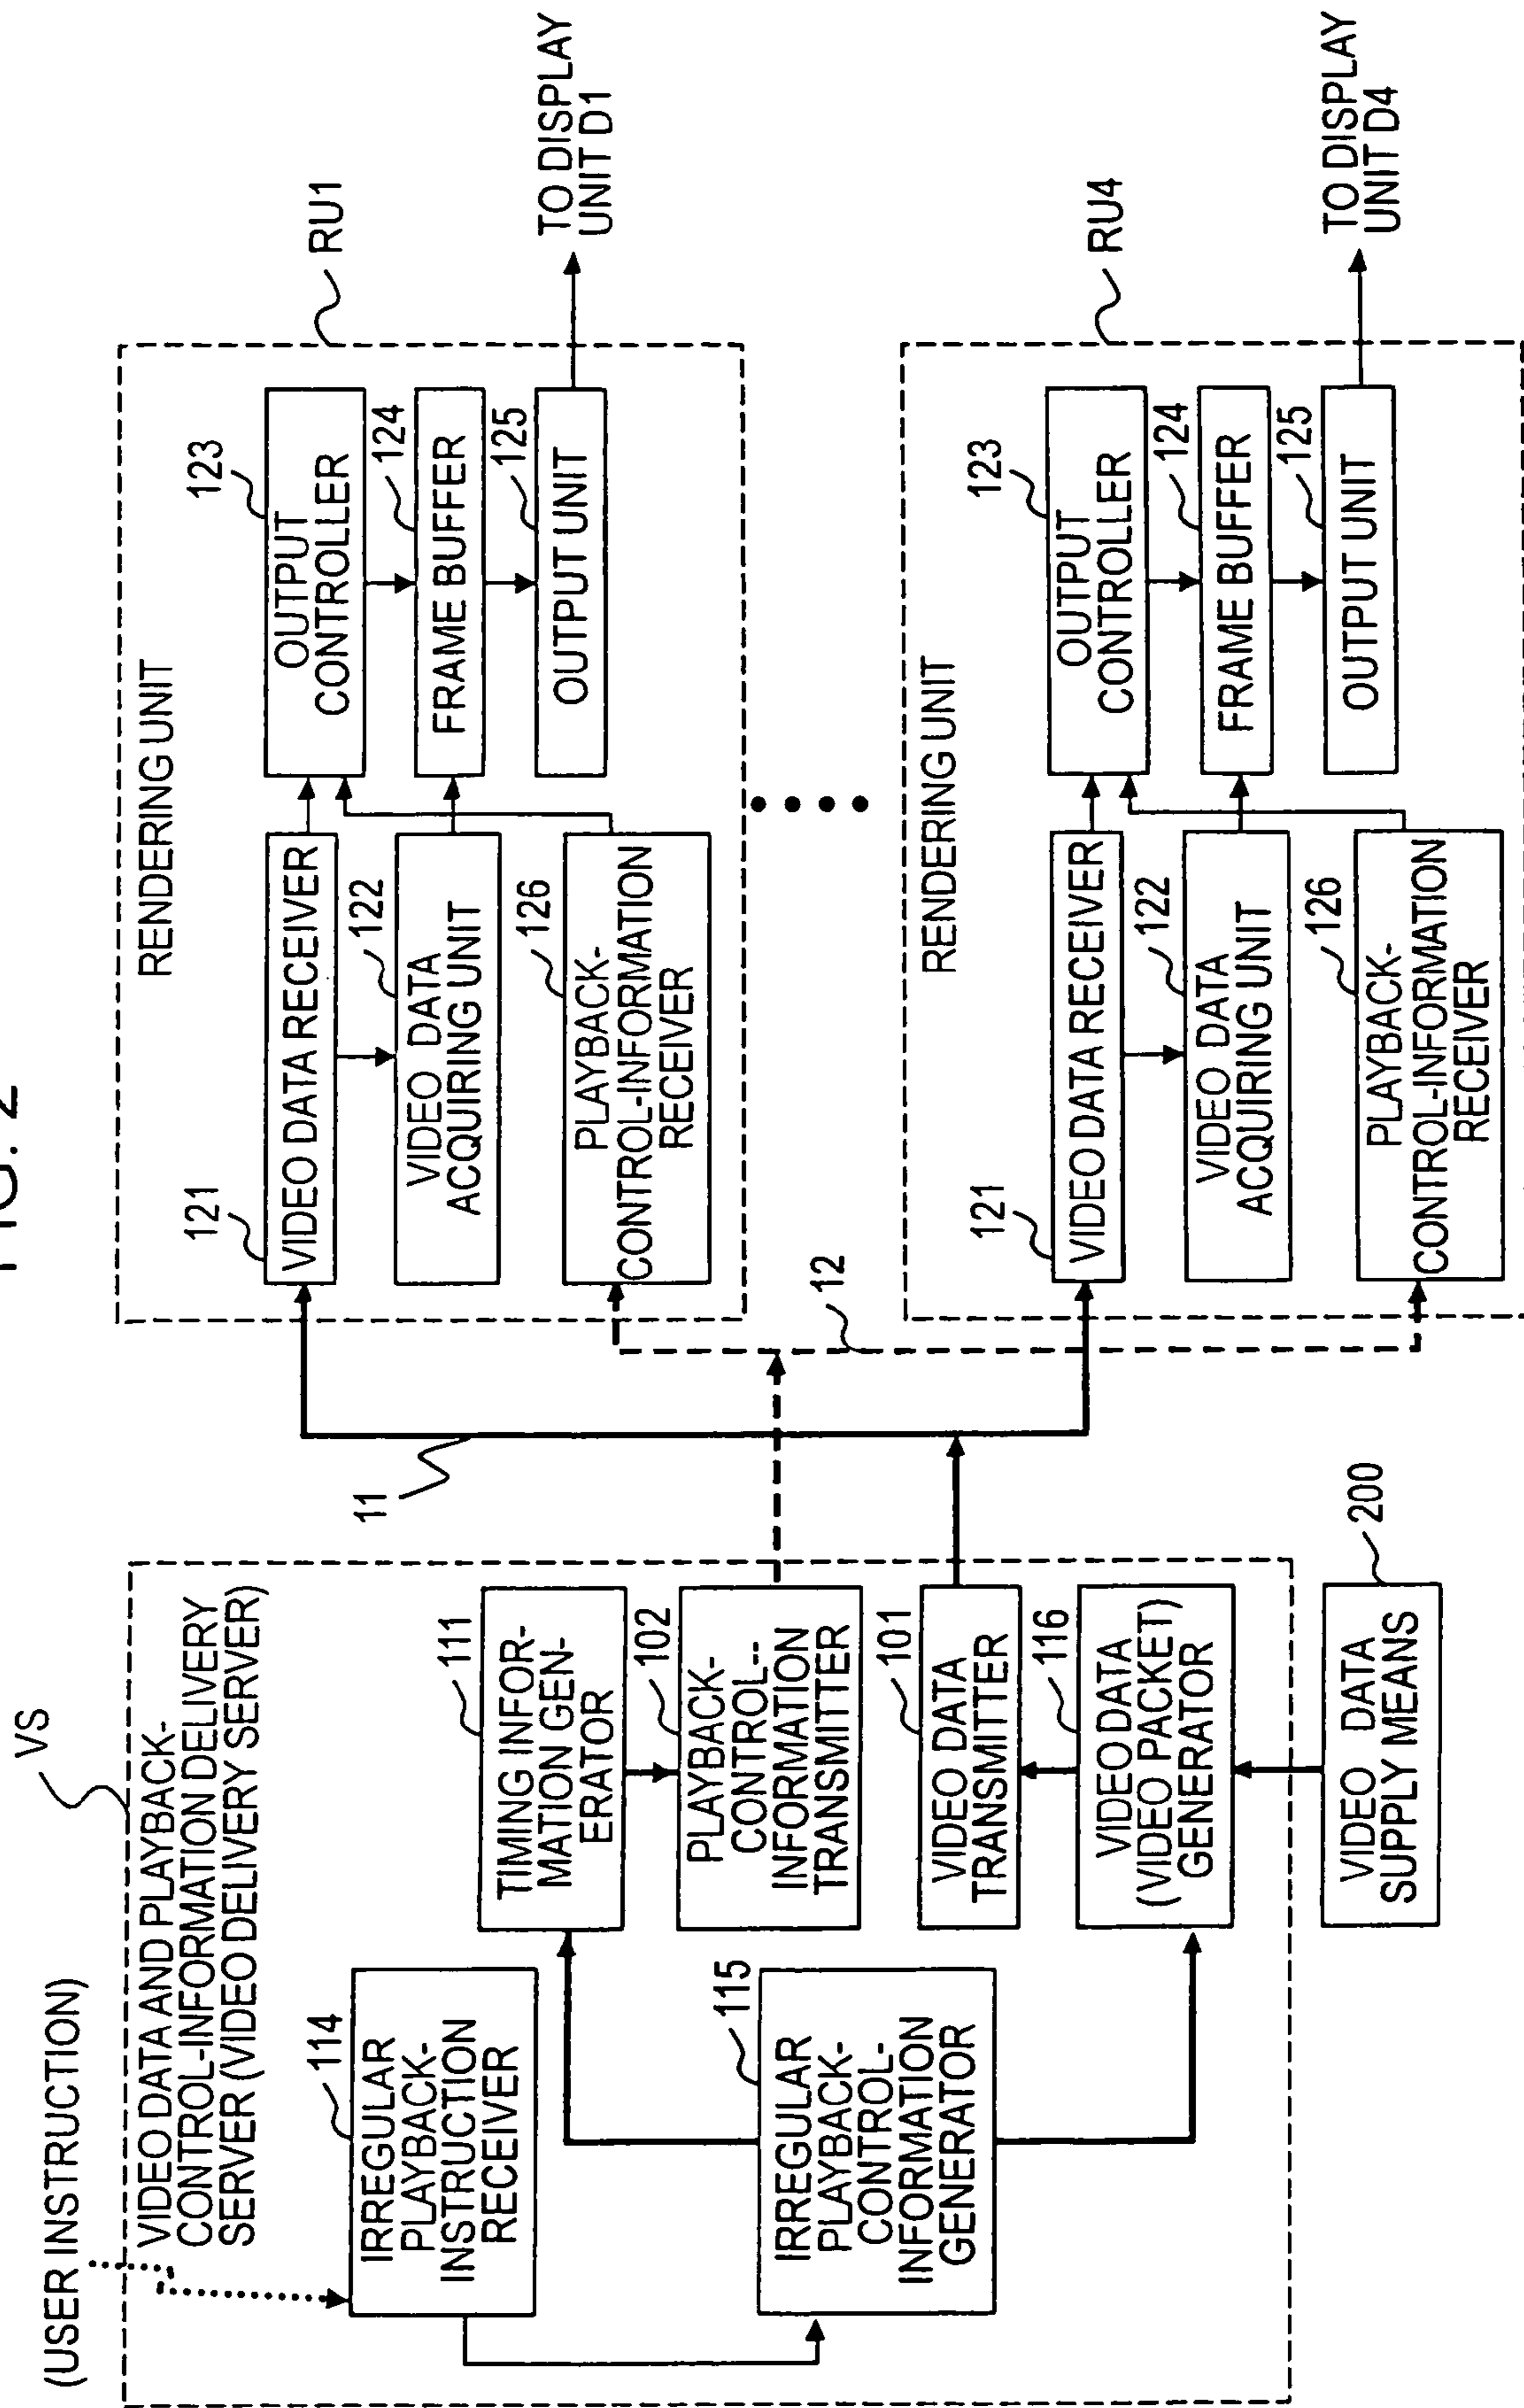 FIG. 2
(USER INSTRUCTION)
VS
VIDEO DATA AND PLAYBACK-
CONTROL-INFORMATION DELIVERY
SERVER (VIDEO DELIVERY SERVER)
114
IRREGULAR
PLAYBACK-
INSTRUCTION
RECEIVER
115
IRREGULAR
PLAYBACK-
CONTROL-
INFORMATION
GENERATOR
111
TIMING INFOR-
MATION GEN-
ERATOR
102
PLAYBACK-
CONTROL--
INFORMATION
TRANSMITTER
101
VIDEO DATA
TRANSMITTER
116
VIDEO DATA
(VIDEO PACKET)
GENERATOR
200
VIDEO DATA
SUPPLY MEANS
11
12
RENDERING UNIT
RU1
121
VIDEO DATA RECEIVER
122
VIDEO DATA
ACQUIRING UNIT
126
PLAYBACK-
CONTROL-INFORMATION
RECEIVER
123
OUTPUT
CONTROLLER
124
FRAME BUFFER
125
OUTPUT UNIT
TO DISPLAY
UNIT D1
RENDERING UNIT
RU4
121
VIDEO DATA RECEIVER
122
VIDEO DATA
ACQUIRING UNIT
126
PLAYBACK-
CONTROL-INFORMATION
RECEIVER
123
OUTPUT
CONTROLLER
124
FRAME BUFFER
125
OUTPUT UNIT
TO DISPLAY
UNIT D4